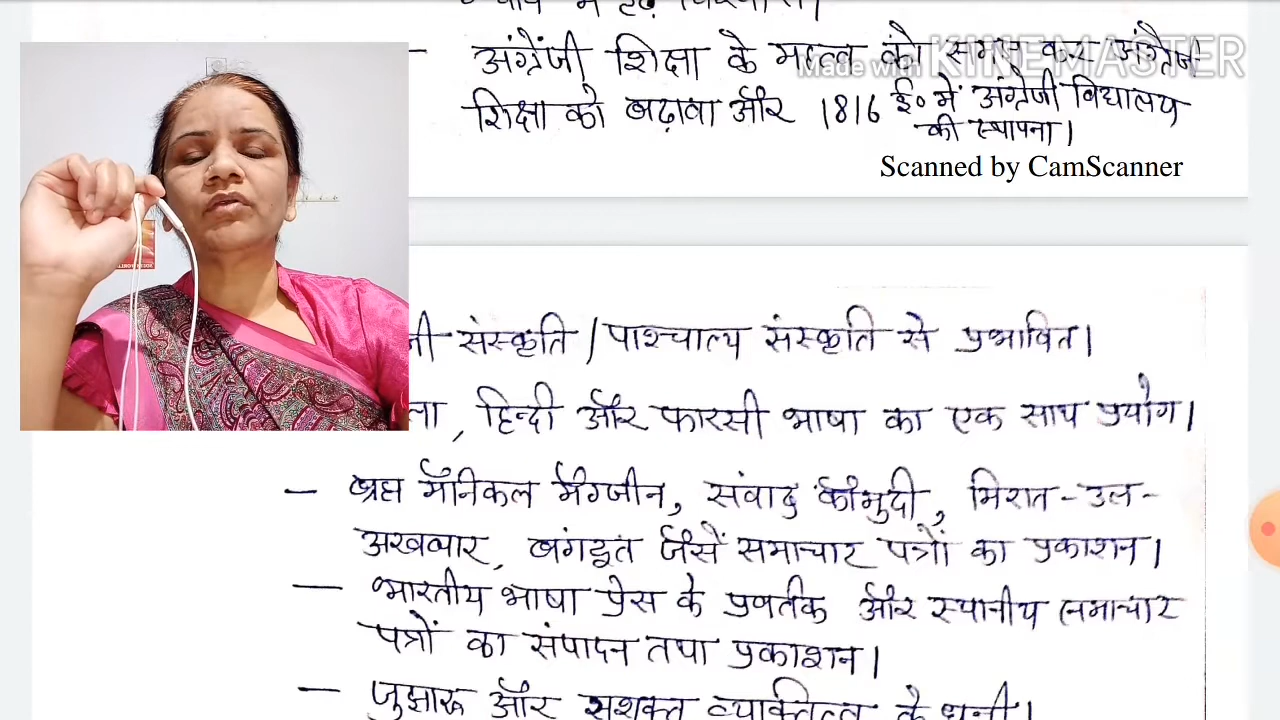 अंग्रेंजी शिक्षा के महत्व को समझ कर अंग्रेजी
Made with KINEMASTER
शिक्षा को बढ़ावा और 1816 ई० में अंग्रेजी विद्यालय
की स्थापना।
Scanned by CamScanner
संस्कृति / पाश्चात्य संस्कृति से प्रभावित।
, हिन्दी और फारसी भाषा का एक साथ प्रयोग।
– ब्रह्म मैनिकल मैगजीन, संवाद कौमुदी, मिरात-उल-
अखबार, बंगदूत जैसें समाचार पत्रों का प्रकाशन।
– भारतीय भाषा प्रेस के प्रवर्तक और स्थानीय समाचार
पत्रों का संपादन तथा प्रकाशन।
– जुझारू और सशक्त व्यक्तित्व के धनी।